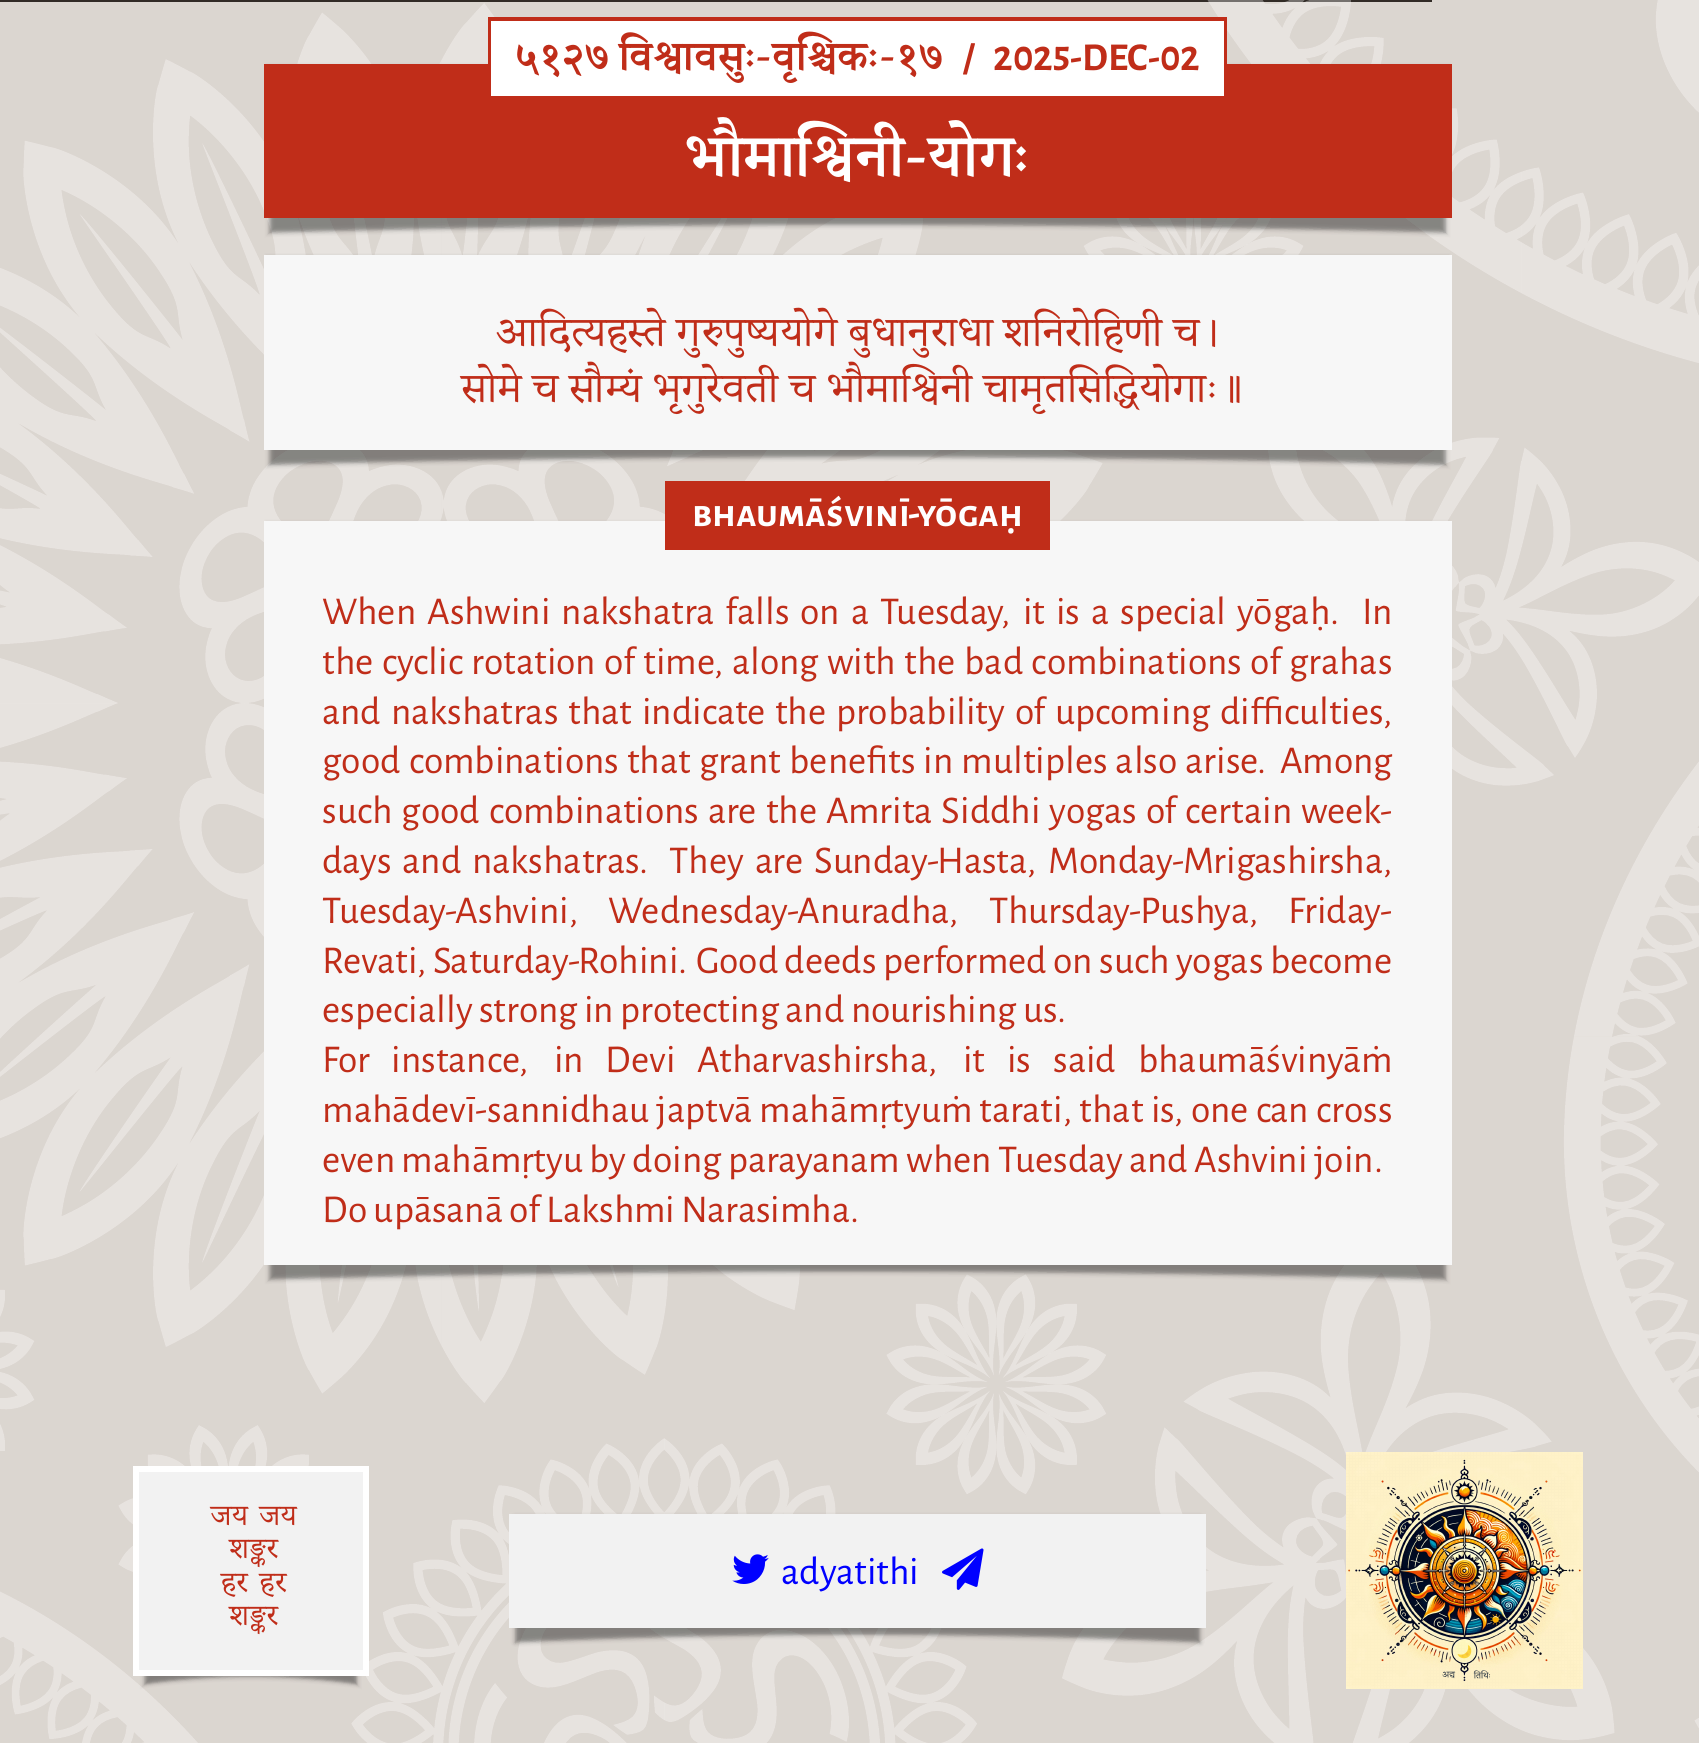 ५१२७ विश्वावसुः-वृश्चिकः-१७ / 2025-DEC-02
भौमाश्विनी-योगः
आदित्यहस्ते गुरुपुष्ययोगे बुधानुराधा शनिरोहिणी च।
सोमे च सौम्यं भृगुरेवती च भौमाश्विनी चामृतसिद्धियोगाः॥
BHAUMĀŚVINĪ-YŌGAḤ
When Ashwini nakshatra falls on a Tuesday, it is a special yōgaḥ. In
the cyclic rotation of time, along with the bad combinations of grahas
and nakshatras that indicate the probability of upcoming difficulties,
good combinations that grant benefits in multiples also arise. Among
such good combinations are the Amrita Siddhi yogas of certain week-
days and nakshatras. They are Sunday-Hasta, Monday-Mrigashirsha,
Tuesday-Ashvini, Wednesday-Anuradha, Thursday-Pushya, Friday-
Revati, Saturday-Rohini. Good deeds performed on such yogas become
especially strong in protecting and nourishing us.
For instance, in Devi Atharvashirsha, it is said bhaumāśvinyāṁ
mahādevī-sannidhau japtvā mahāmṛtyuṁ tarati, that is, one can cross
even mahāmṛtyu by doing parayanam when Tuesday and Ashvini join.
Do upāsanā of Lakshmi Narasimha.
जय जय
शङ्कर
हर हर
शङ्कर
adyatithi
अद्य तिथिः